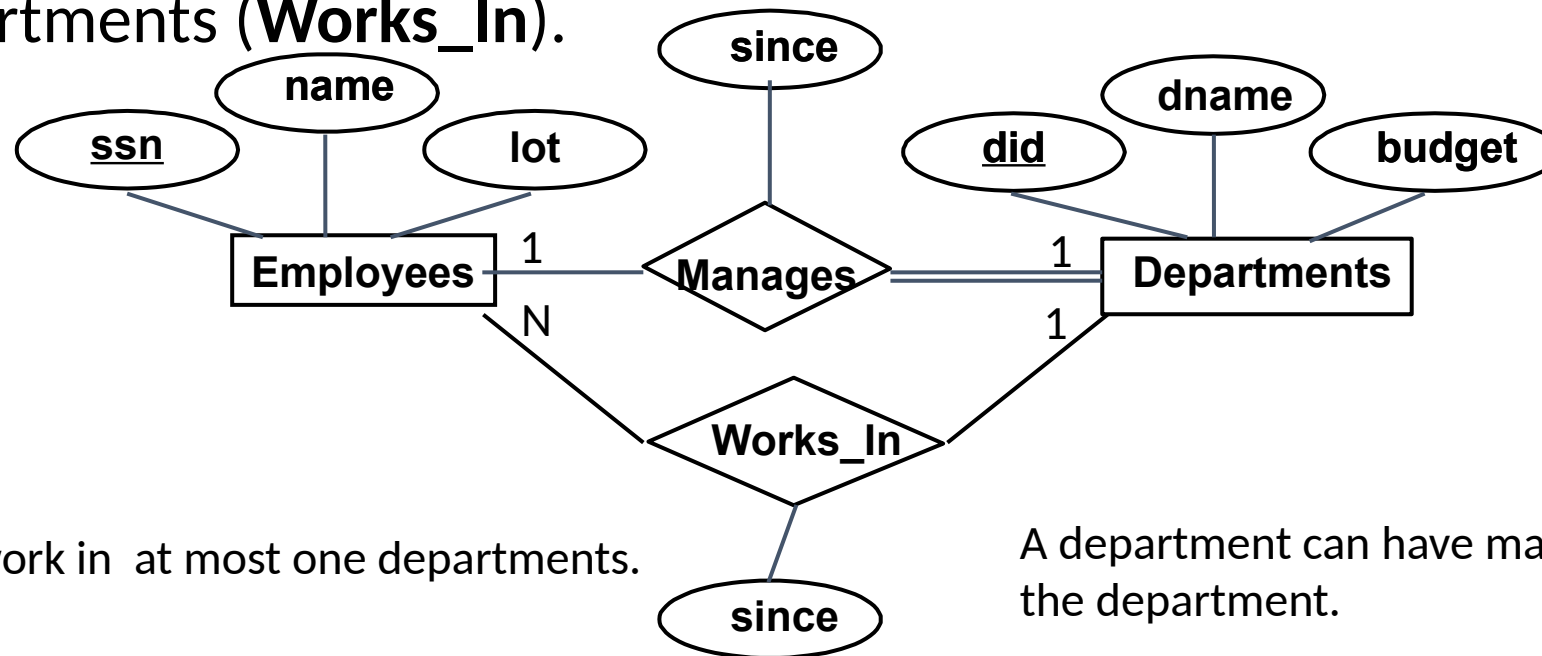 rtments (Works_In).
since
name
dname
ssn
lot
did
budget
1
1
Employees
Manages
Departments
N
1
Works_In
work in at most one departments.
A department can have ma
the department.
since